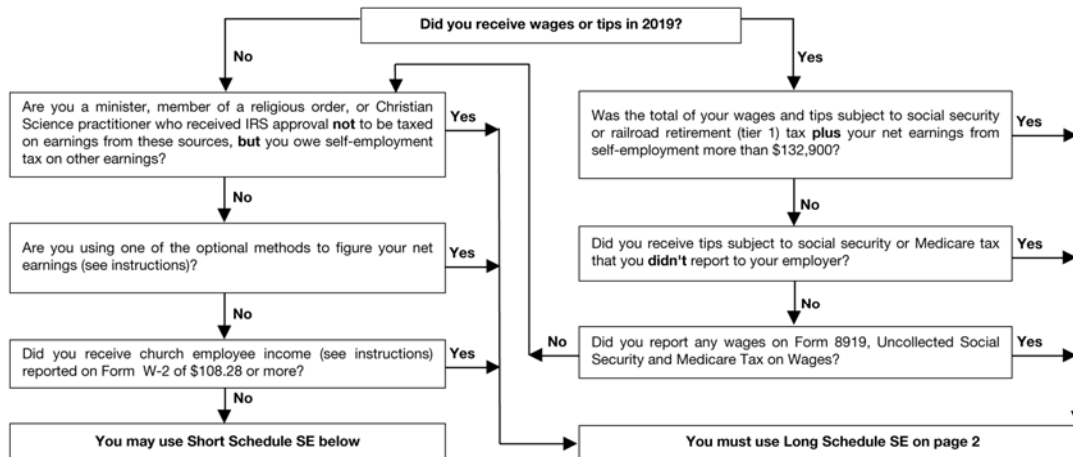 Did you receive wages or tips in 2019?
No
Yes
Are you a minister, member of a religious order, or Christian
Science practitioner who received IRS approval not to be taxed
on earnings from these sources, but you owe self-employment
tax on other earnings?
Yes
Was the total of your wages and tips subject to social security
or railroad retirement (tier 1) tax plus your net earnings from
self-employment more than $132,900?
Yes
No
No
Are you using one of the optional methods to figure your net
earnings (see instructions)?
Yes
Did you receive tips subject to social security or Medicare tax
that you didn't report to your employer?
Yes
No
No
Did you receive church employee income (see instructions)
reported on Form W-2 of $108.28 or more?
Yes
No
Did you report any wages on Form 8919, Uncollected Social
Security and Medicare Tax on Wages?
Yes
No
You may use Short Schedule SE below
You must use Long Schedule SE on page 2